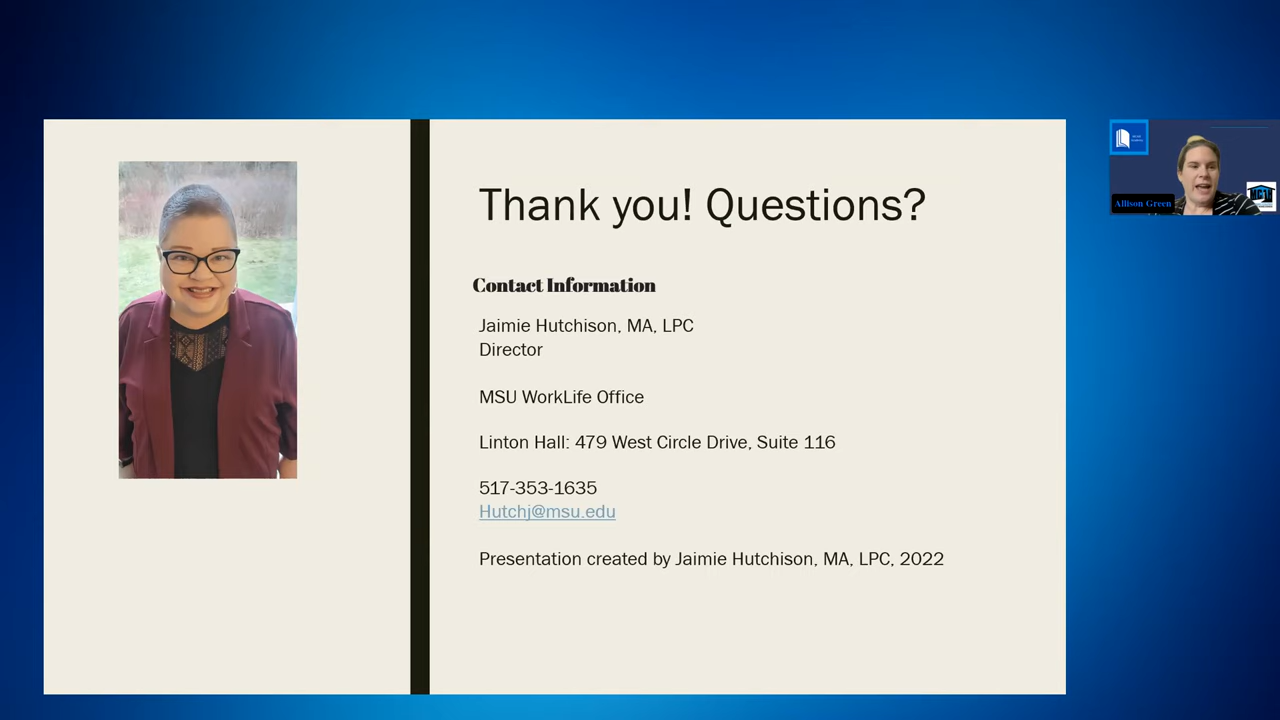 Thank you! Questions?
Contact Information
Jaimie Hutchison, MA, LPC
Director
MSU WorkLife Office
Linton Hall: 479 West Circle Drive, Suite 116
517-353-1635
Hutchj@msu.edu
Presentation created by Jaimie Hutchison, MA, LPC, 2022
Allison Green